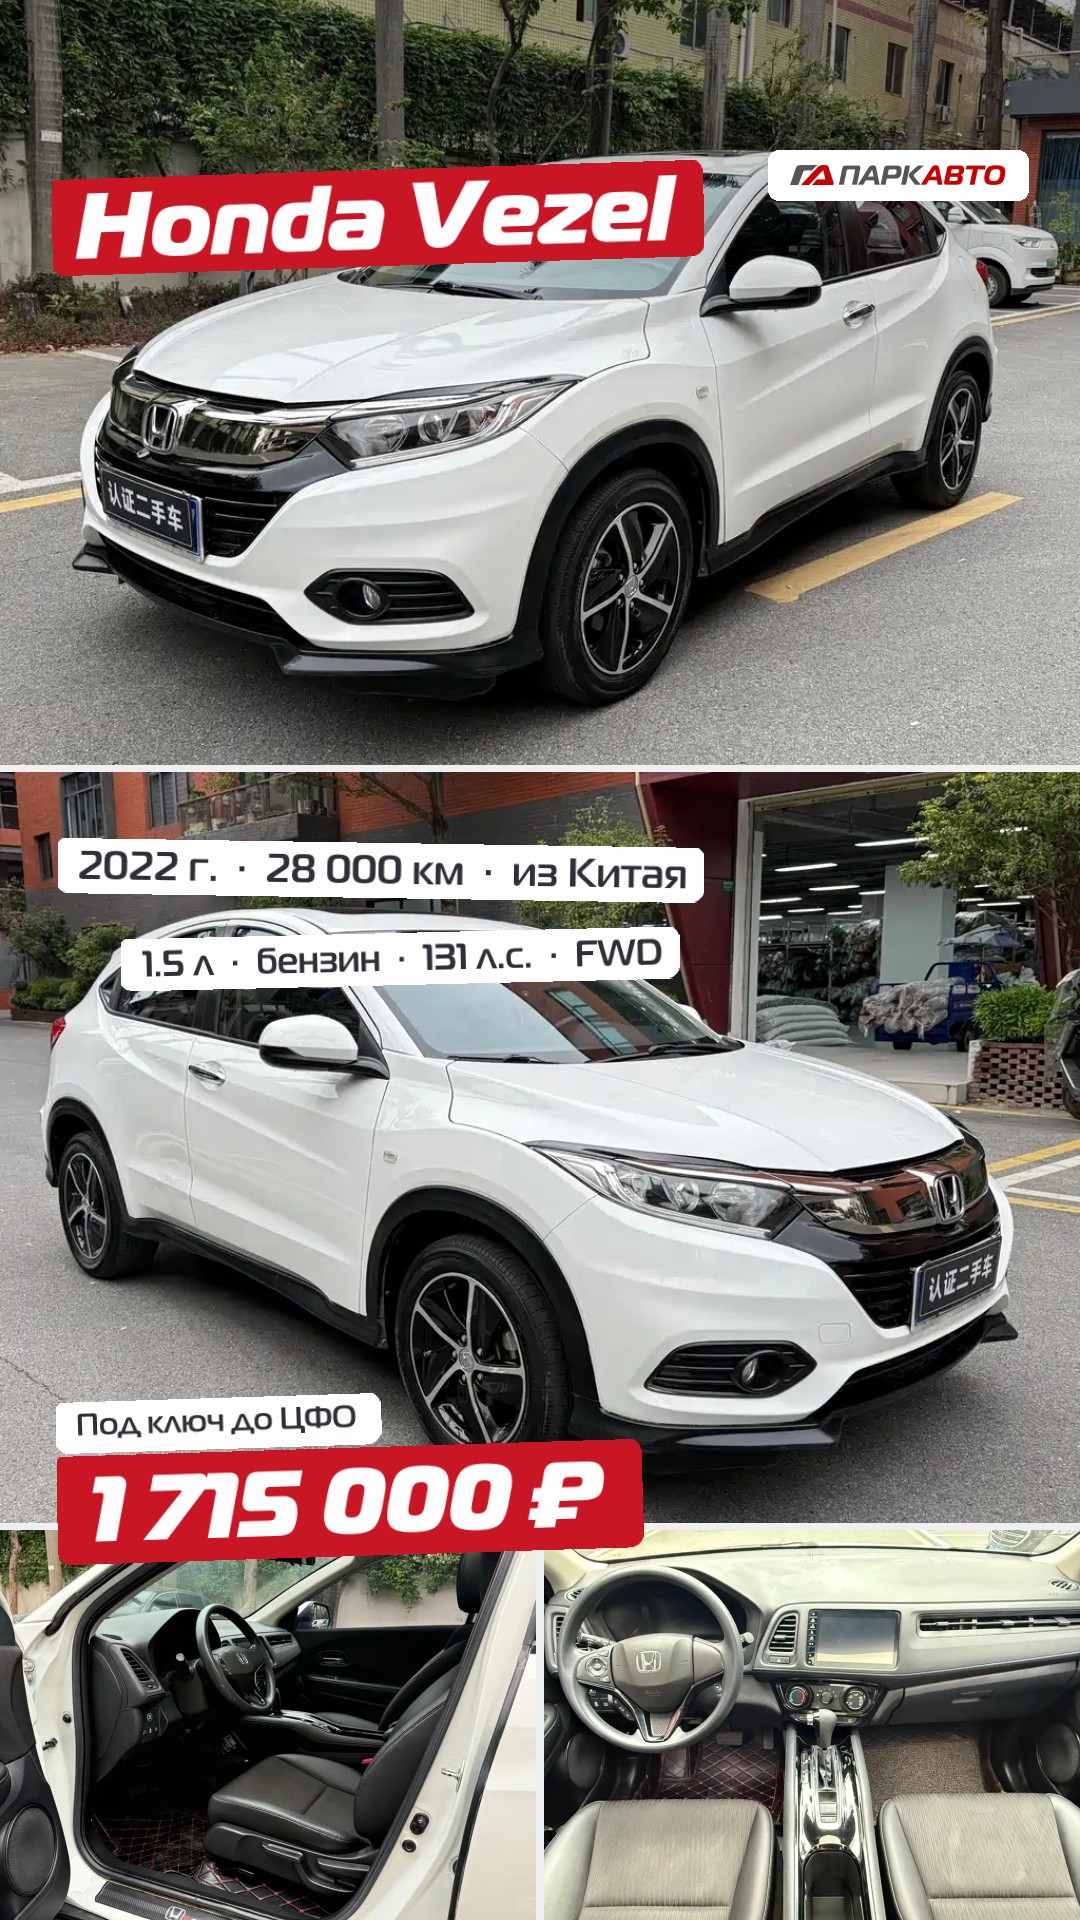 Honda Vezel
ПАРКАВТО
认证二手车
2022 г. · 28 000 км · из Китая
1.5 л · бензин · 131 л.с. · FWD
认证二手车
Под ключ до ЦФО
1 715 000 ₽